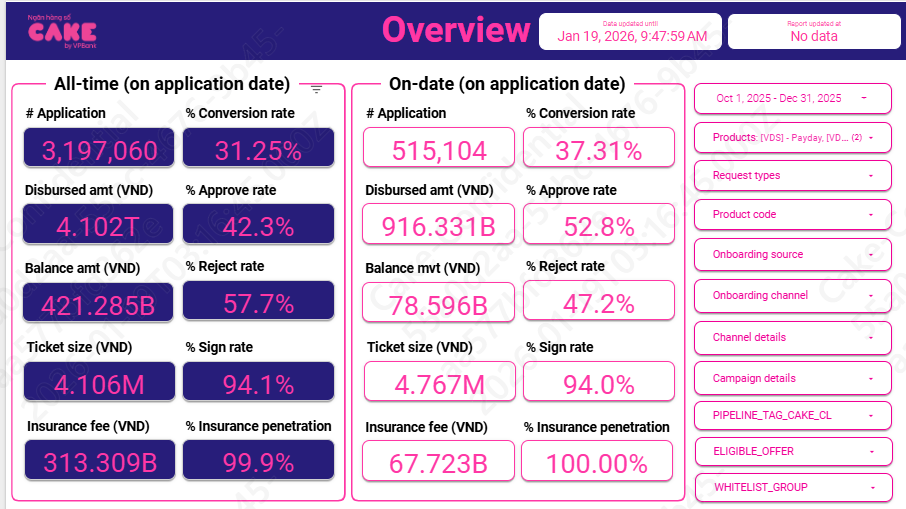 Ngân hàng số
CAKE
by VPBank
Overview
Data updated until
Jan 19, 2026, 9:47:59 AM
Report updated at
No data
All-time (on application date)
# Application
% Conversion rate
3,197,060
31.25%
Disbursed amt (VND)
% Approve rate
4.102T
42.3%
Balance amt (VND)
% Reject rate
421.285B
57.7%
Ticket size (VND)
% Sign rate
4.106M
94.1%
Insurance fee (VND)
% Insurance penetration
313.309B
99.9%
On-date (on application date)
# Application
% Conversion rate
515,104
37.31%
Disbursed amt (VND)
% Approve rate
916.331B
52.8%
Balance mvt (VND)
% Reject rate
78.596B
47.2%
Ticket size (VND)
% Sign rate
4.767M
94.0%
Insurance fee (VND)
% Insurance penetration
67.723B
100.00%
Oct 1, 2025 - Dec 31, 2025
Products: [VDS] - Payday, [VD... (2)
Request types
Product code
Onboarding source
Onboarding channel
Channel details
Campaign details
PIPELINE_TAG_CAKE_CL
ELIGIBLE_OFFER
WHITELIST_GROUP